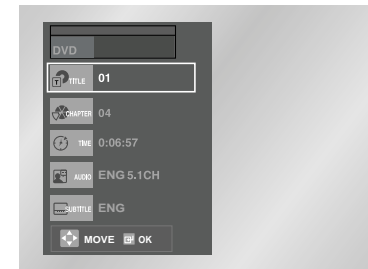 DVD
T TITLE 01
CHAPTER 04
TIME 0:06:57
AUDIO ENG 5.1CH
SUBTITLE ENG
MOVE OK